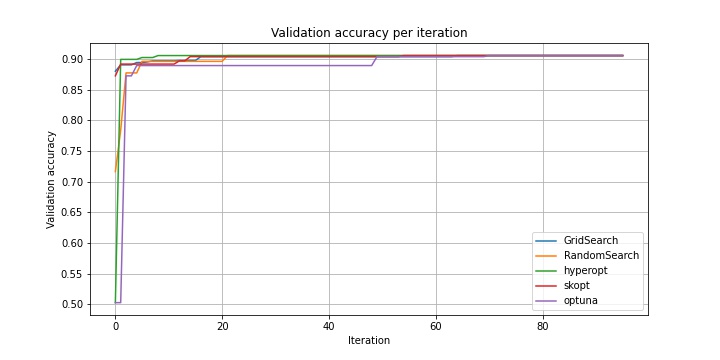 Validation accuracy per iteration
Validation accuracy
0.90
0.85
0.80
0.75
0.70
0.65
0.60
0.55
0.50
GridSearch
RandomSearch
hyperopt
skopt
optuna
0
20
40
60
80
Iteration